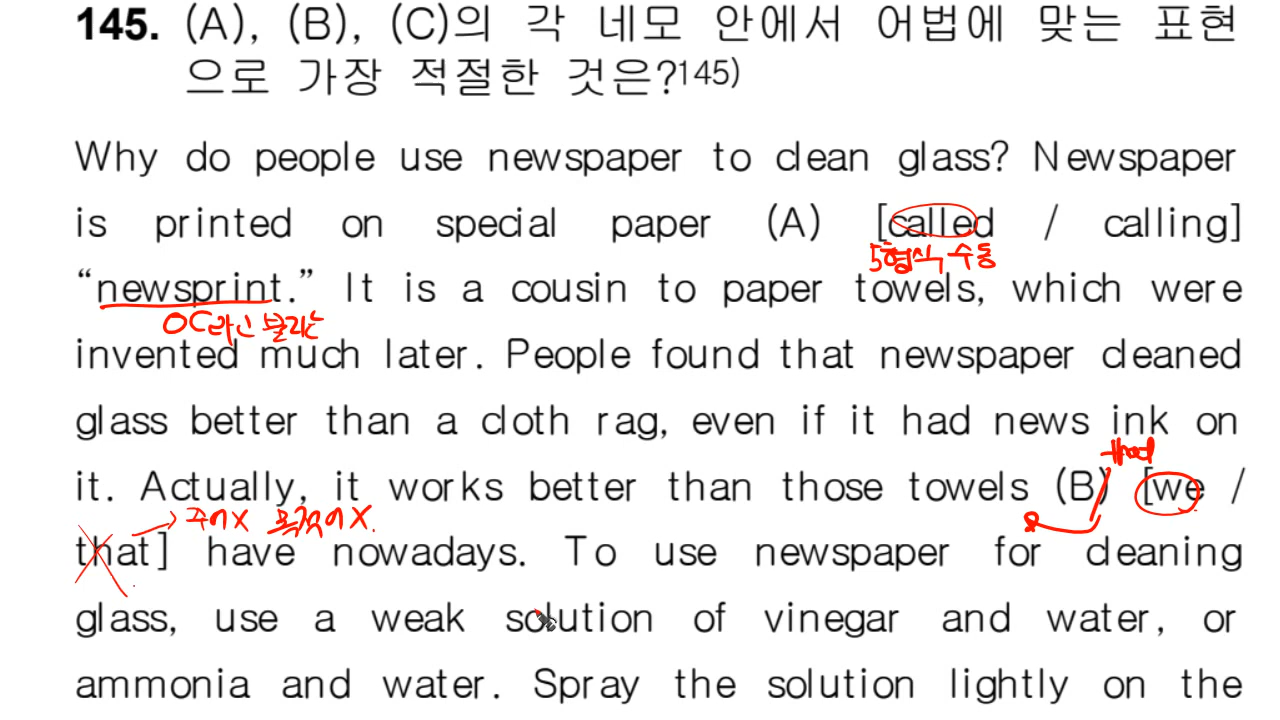 145. (A), (B), (C)의 각 네모 안에서 어법에 맞는 표현
으로 가장 적절한 것은?145)
Why do people use newspaper to clean glass? Newspaper
is printed on special paper (A) [called / calling]
5형식 수동
“newsprint.” It is a cousin to paper towels, which were
OC라고 불리는
invented much later. People found that newspaper cleaned
glass better than a cloth rag, even if it had news ink on
it. Actually, it works better than those towels (B) [we /
주어X 목적어X
that] have nowadays. To use newspaper for cleaning
glass, use a weak solution of vinegar and water, or
ammonia and water. Spray the solution lightly on the